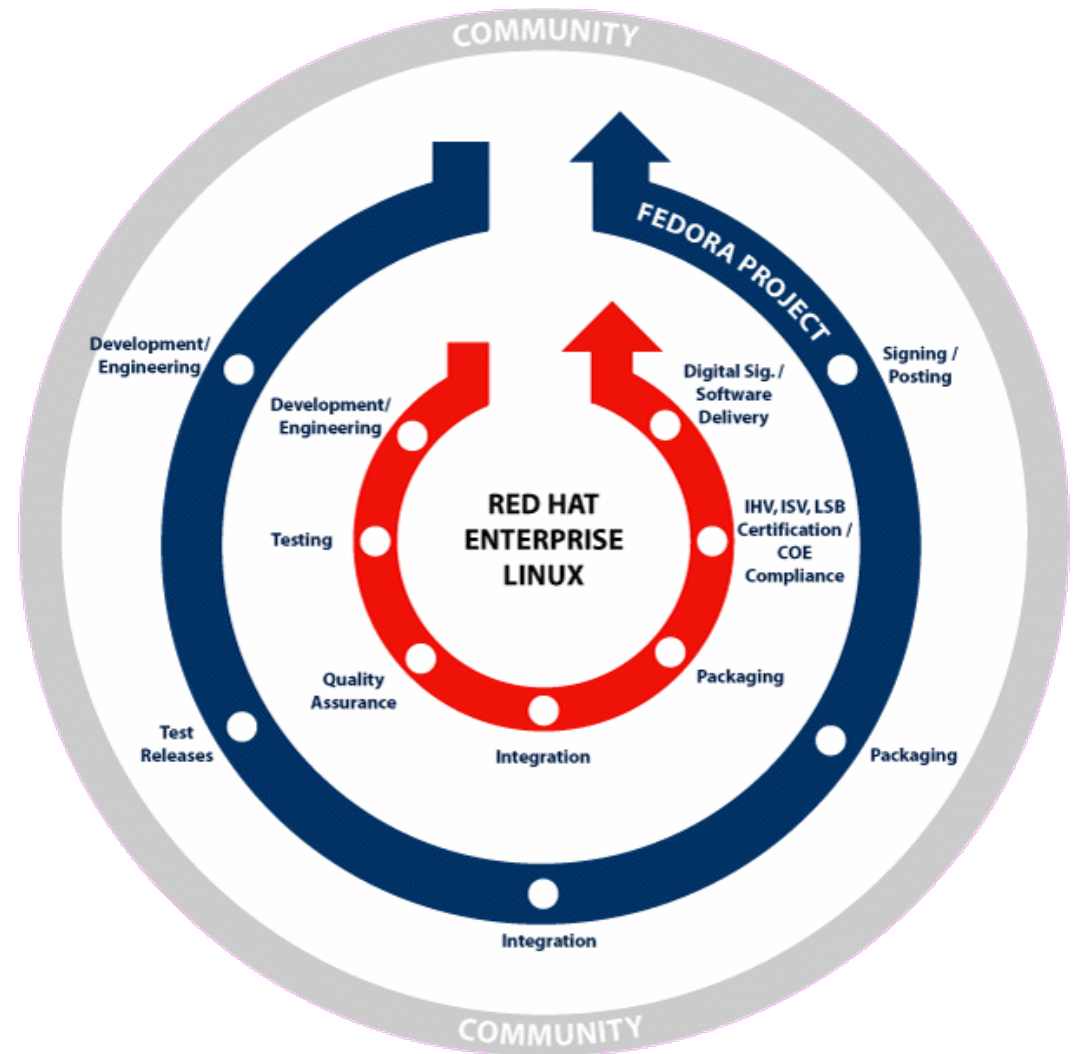 COMMUNITY
FEDORA PROJECT
Development/
Engineering
Signing /
Posting
Digital Sig. /
Software
Delivery
Development/
Engineering
RED HAT
ENTERPRISE
LINUX
IHV, ISV, LSB
Certification /
COE
Compliance
Testing
Quality
Assurance
Packaging
Test
Releases
Integration
Packaging
Integration
COMMUNITY